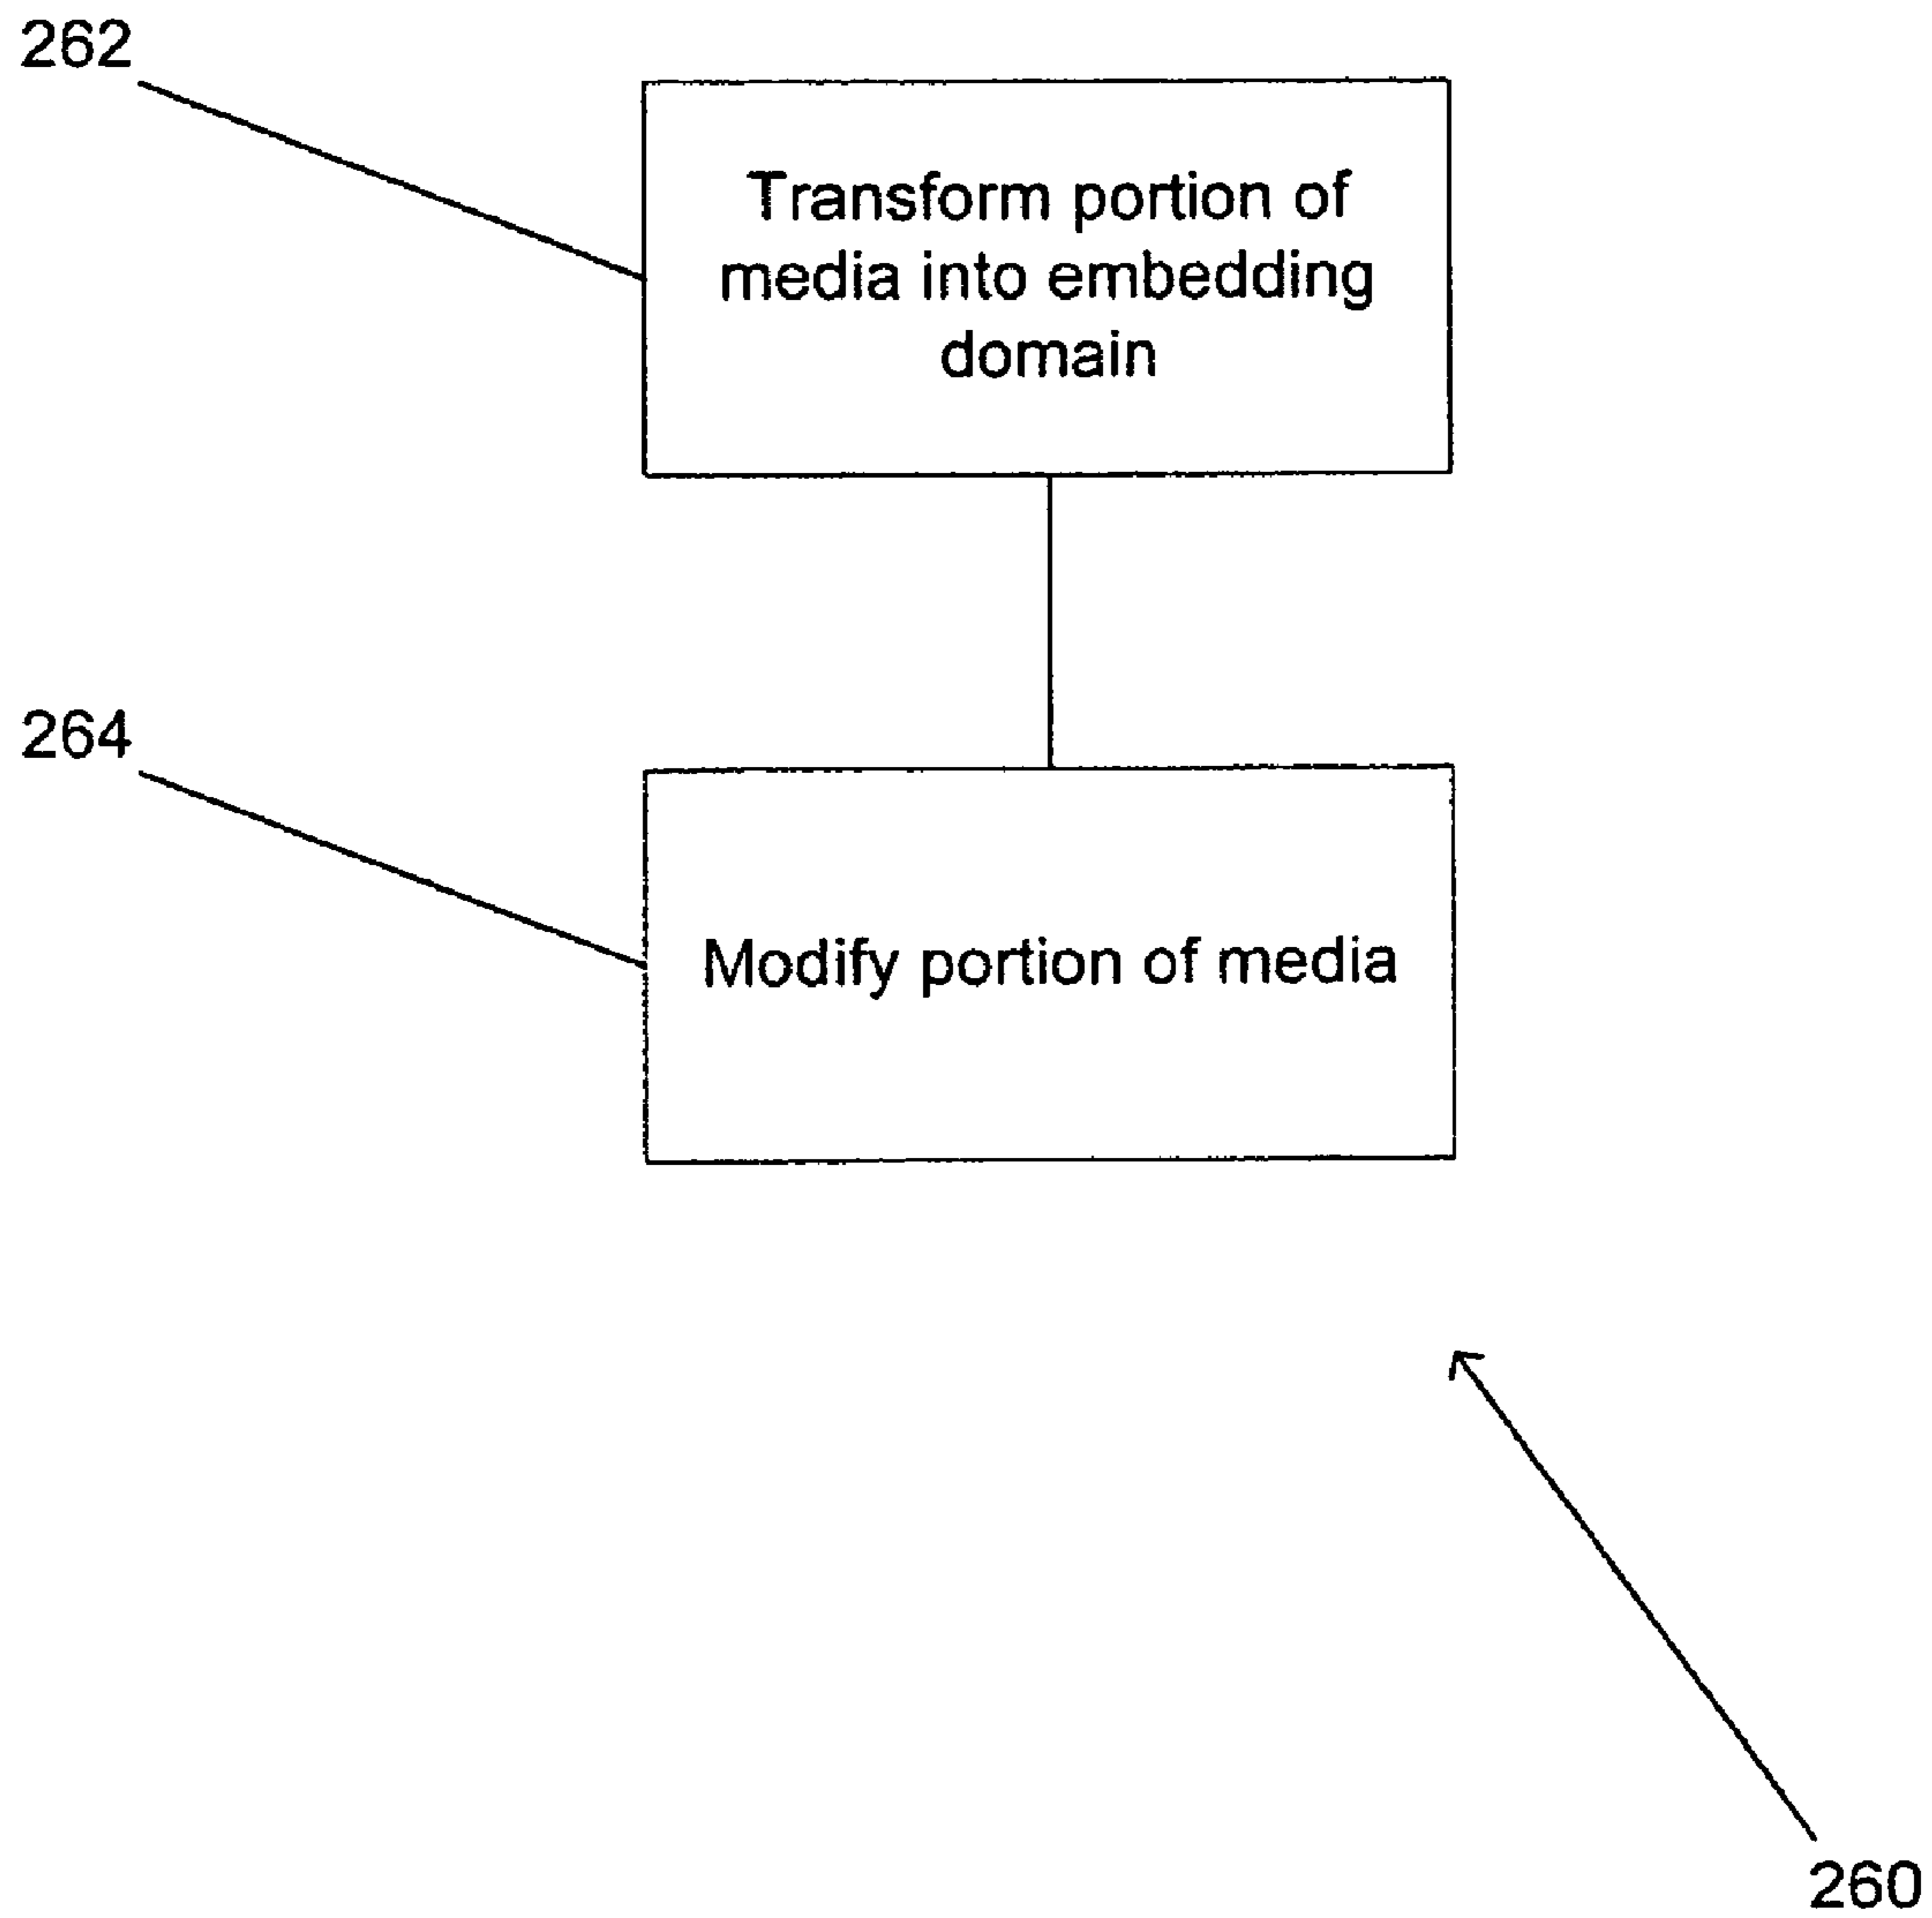 262
Transform portion of
media into embedding
domain
264
Modify portion of media
260